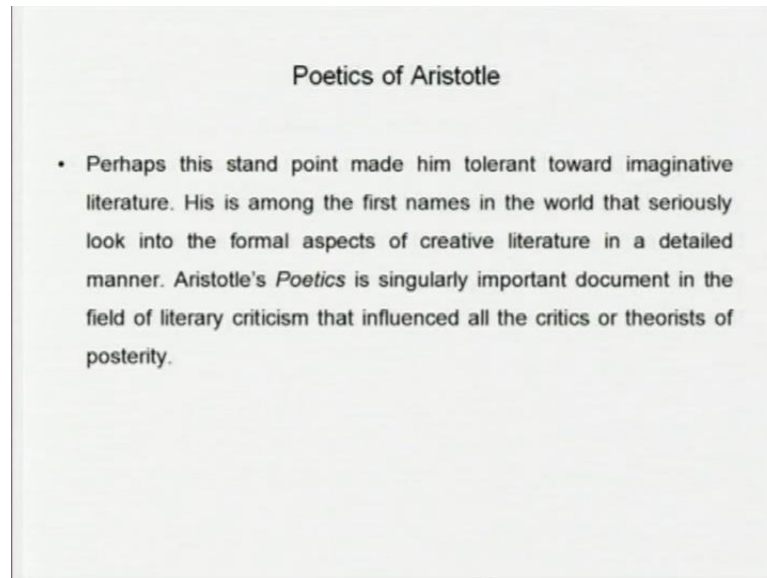 Poetics of Aristotle
• Perhaps this stand point made him tolerant toward imaginative
literature. His is among the first names in the world that seriously
look into the formal aspects of creative literature in a detailed
manner. Aristotle's Poetics is singularly important document in the
field of literary criticism that influenced all the critics or theorists of
posterity.